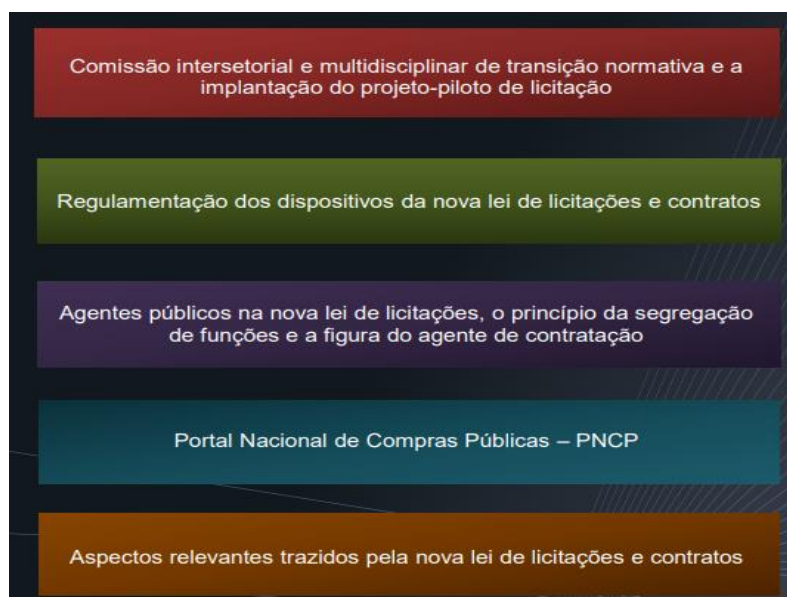 Comissão intersetorial e multidisciplinar de transição normativa e a
implantação do projeto-piloto de licitação
Regulamentação dos dispositivos da nova lei de licitações e contratos
Agentes públicos na nova lei de licitações, o princípio da segregação
de funções e a figura do agente de contratação
Portal Nacional de Compras Públicas – PNCP
Aspectos relevantes trazidos pela nova lei de licitações e contratos